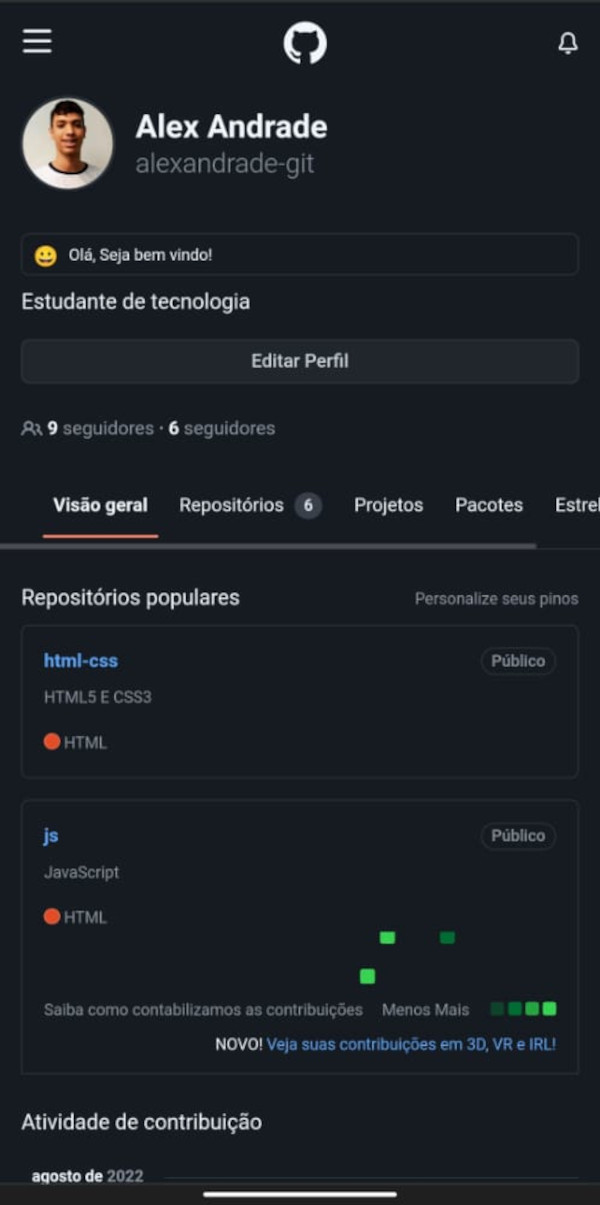 Alex Andrade
alexandrade-git
Olá, Seja bem vindo!
Estudante de tecnologia
Editar Perfil
9 seguidores · 6 seguidores
Visão geral Repositórios 6 Projetos Pacotes Estrel
Repositórios populares Personalize seus pinos
html-css Público
HTML5 E CSS3
HTML
js Público
JavaScript
HTML
Saiba como contabilizamos as contribuições Menos Mais
NOVO! Veja suas contribuições em 3D, VR e IRL!
Atividade de contribuição
agosto de 2022